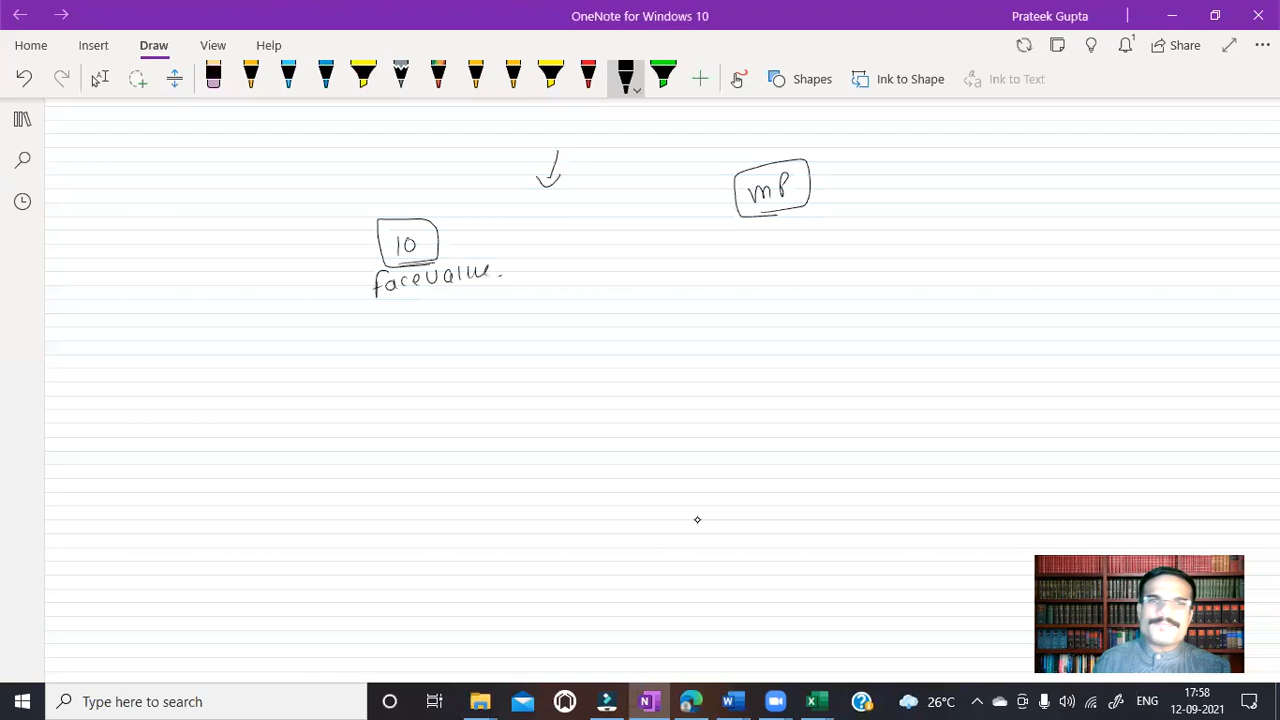 OneNote for Windows 10
Prateek Gupta
Home Insert Draw View Help
Share
Shapes Ink to Shape Ink to Text
mP
10
facevalue.
Type here to search
26°C
ENG
17:58
12-09-2021